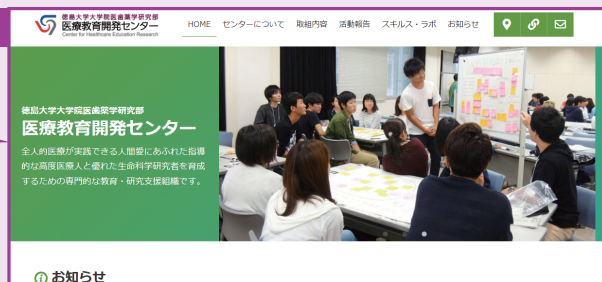 徳島大学大学院医歯薬学研究部
医療教育開発センター
Center for Healthcare Education Research
HOME センターについて 取組内容 活動報告 スキルス・ラボ お知らせ
徳島大学大学院医歯薬学研究部
医療教育開発センター
全人的医療が実践できる人間愛にあふれた指導
的な高度医療人と優れた生命科学研究者を育成
するための専門的な教育・研究支援組織です。
お知らせ